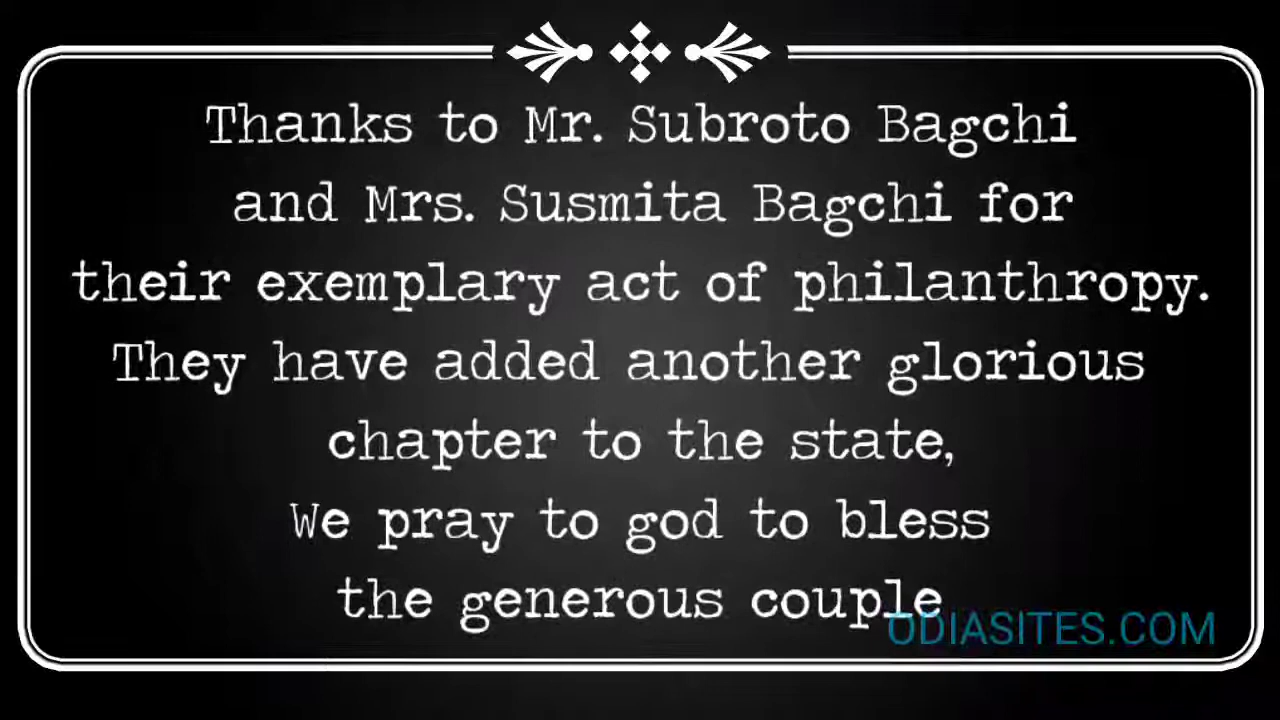 Thanks to Mr. Subroto Bagchi
and Mrs. Susmita Bagchi for
their exemplary act of philanthropy.
They have added another glorious
chapter to the state,
We pray to god to bless
the generous couple
ODIASITES.COM